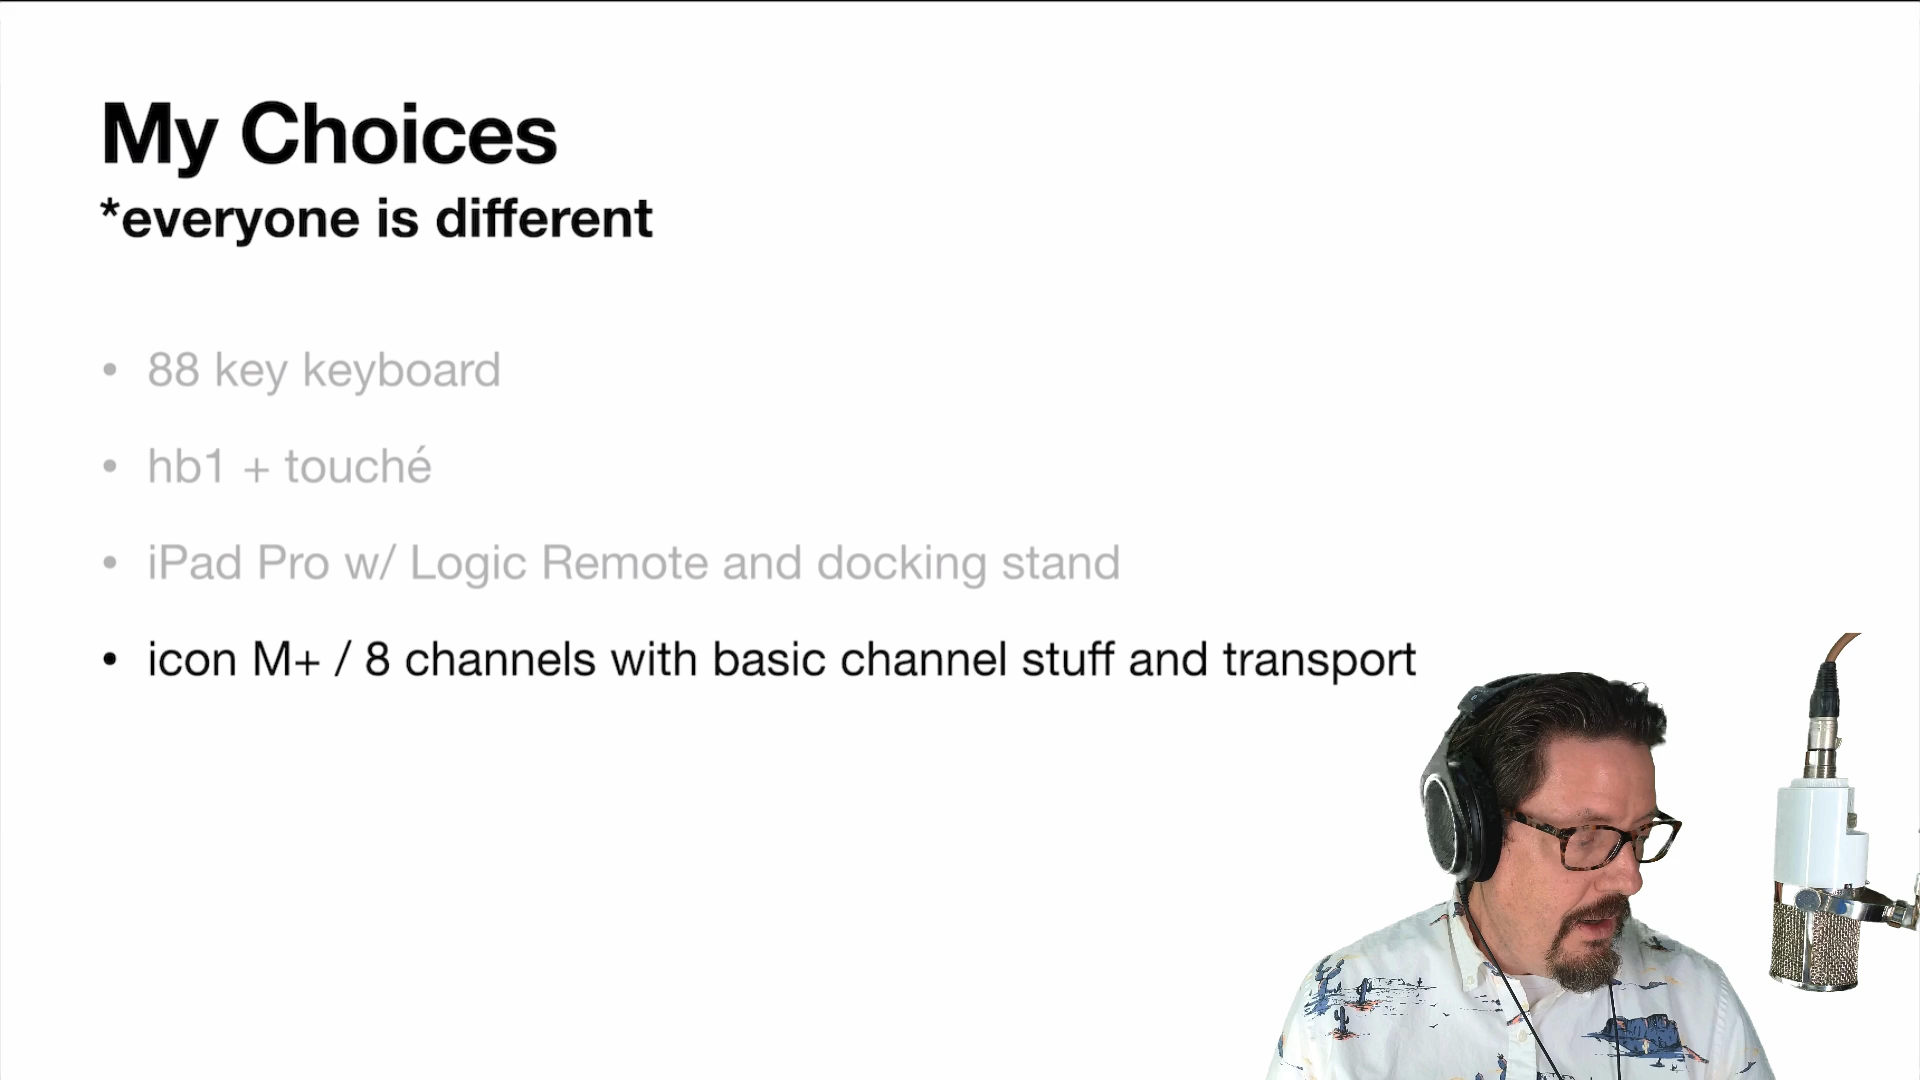 My Choices
*everyone is different
• 88 key keyboard
• hb1 + touché
• iPad Pro w/ Logic Remote and docking stand
• icon M+ / 8 channels with basic channel stuff and transport